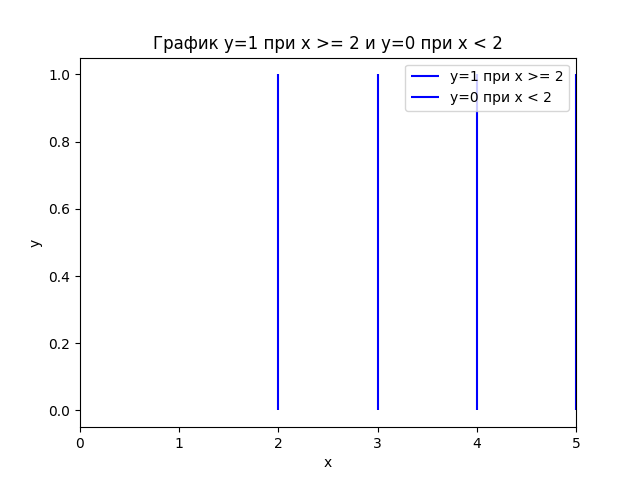 График y=1 при x >= 2 и y=0 при x < 2
y=1 при x >= 2
y=0 при x < 2
1.0
0.8
0.6
0.4
0.2
0.0
y
0 1 2 3 4 5
x